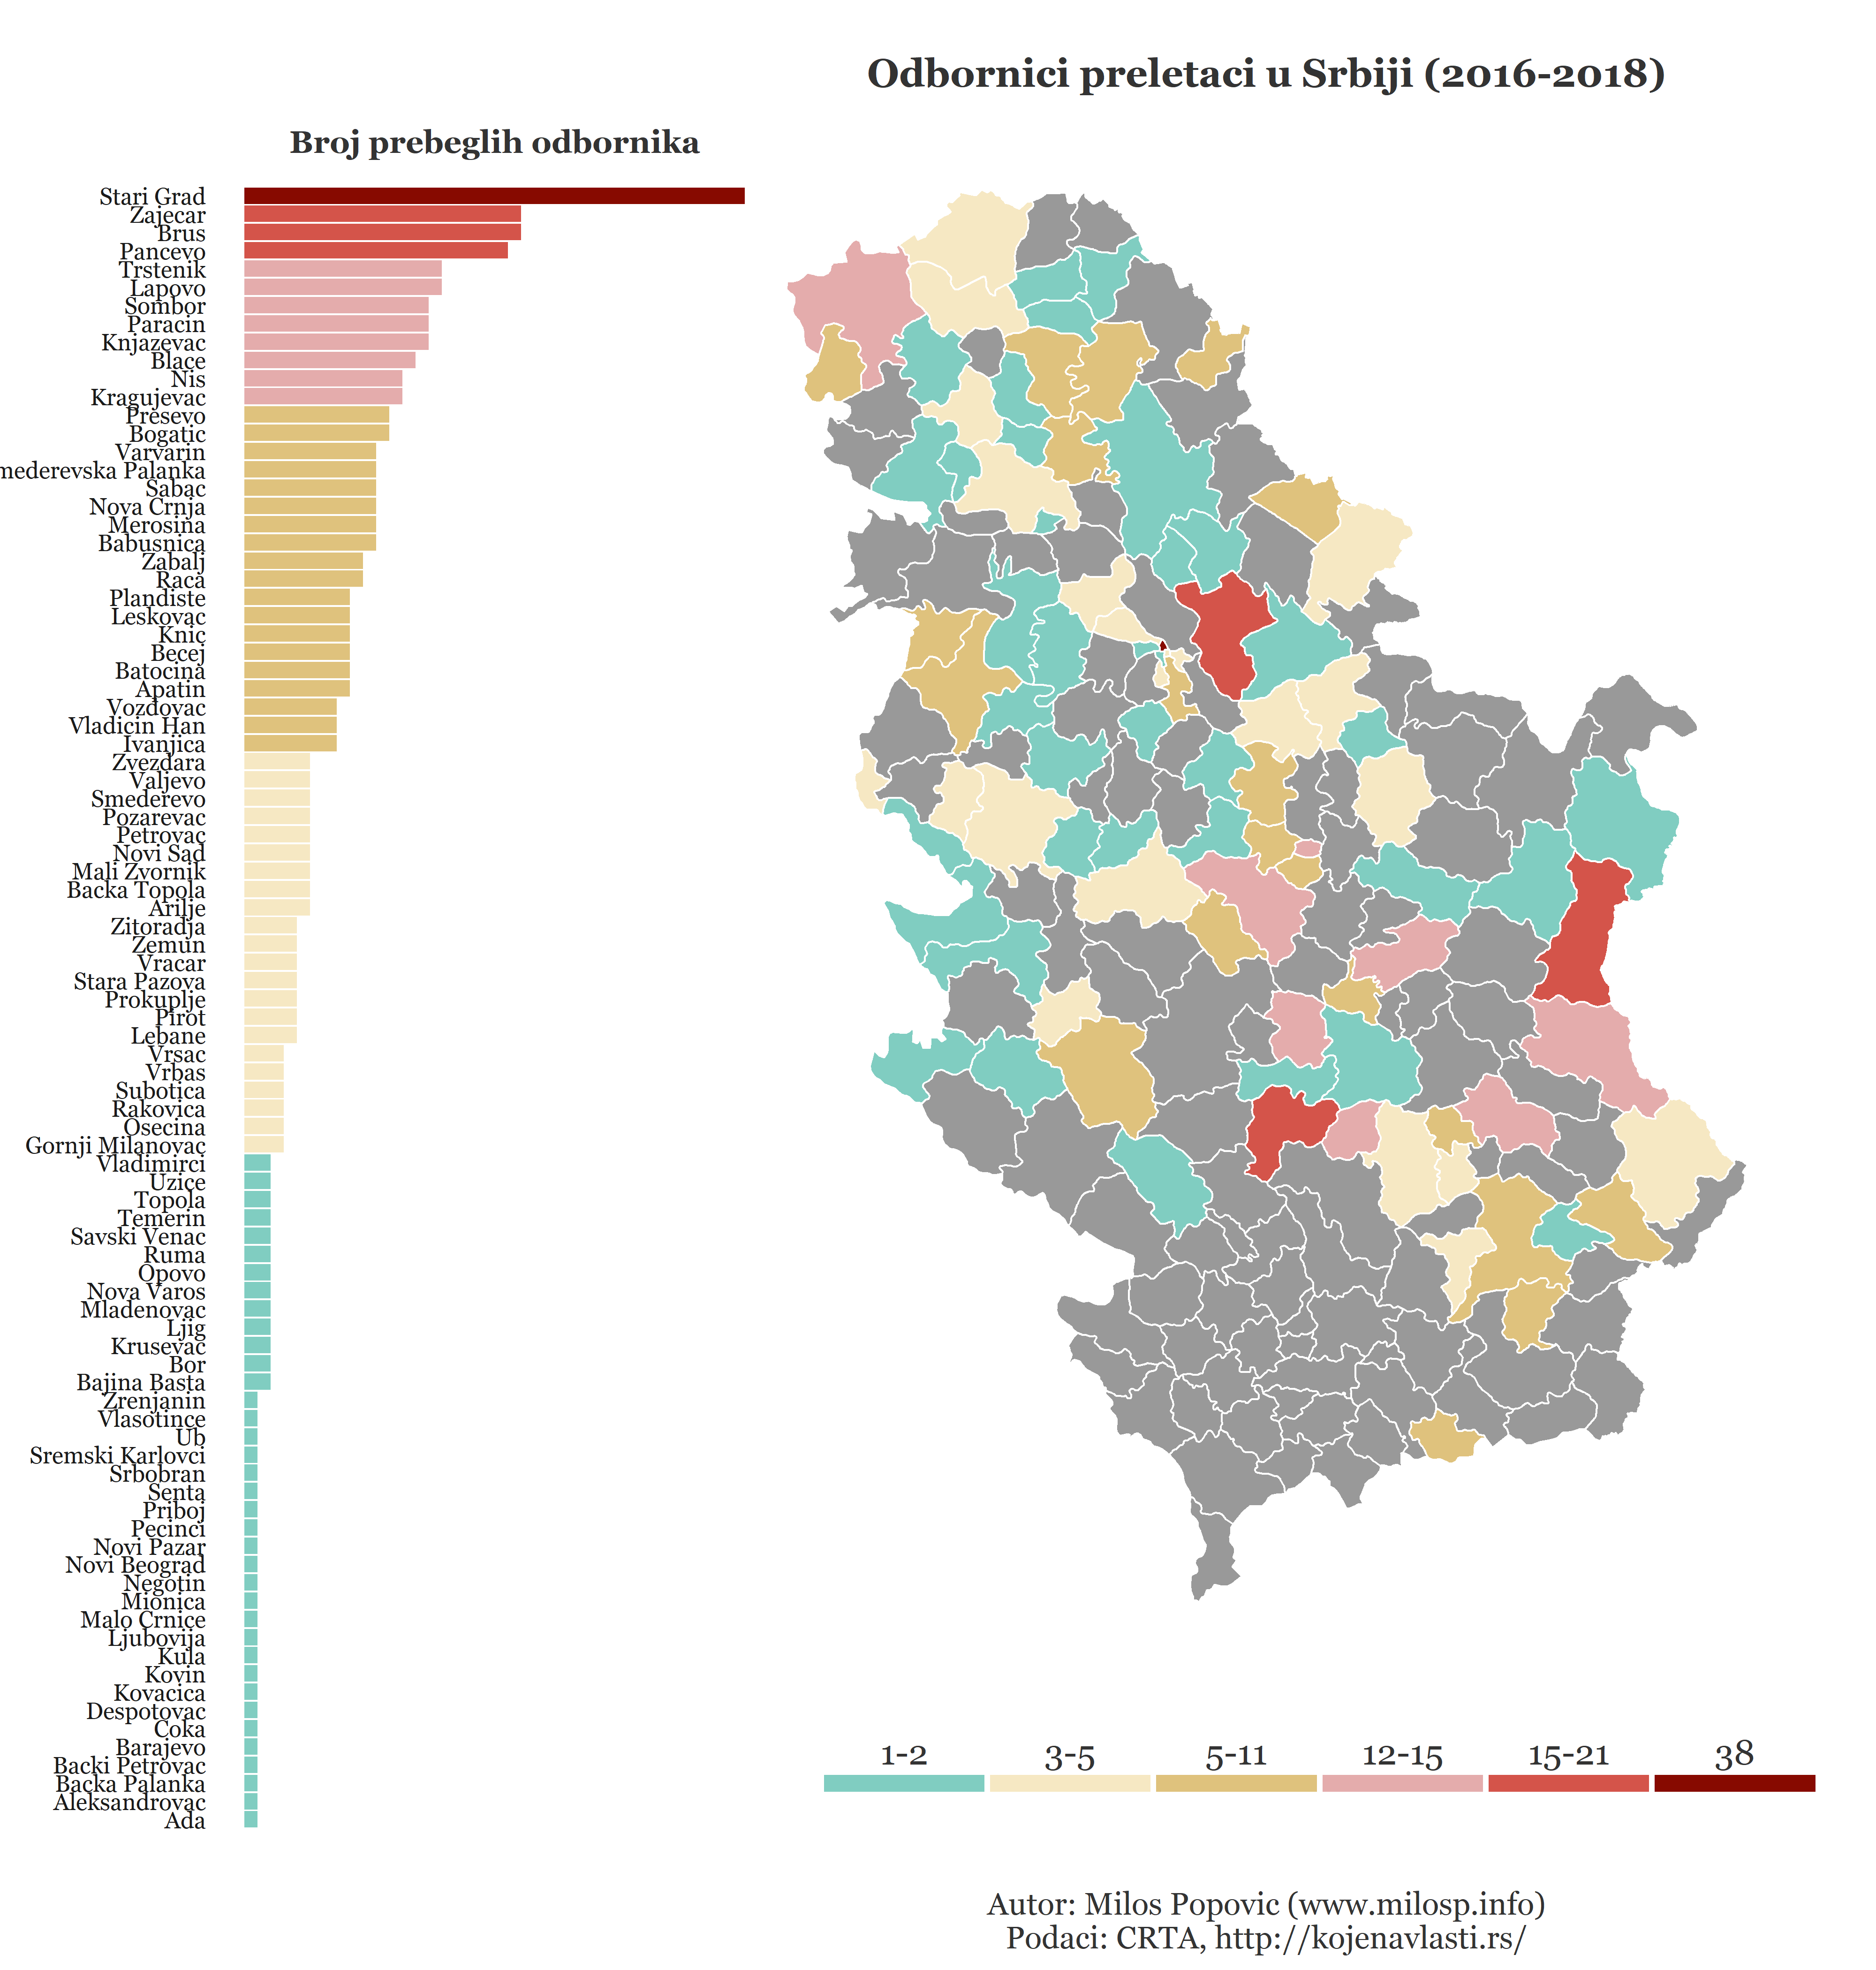 Odbornici preletaci u Srbiji (2016-2018)
Broj prebeglih odbornika
Stari Grad
Zajecar
Brus
Pancevo
Trstenik
Lapovo
Sombor
Paracin
Knjazevac
Blace
Nis
Kragujevac
Presevo
Bogatic
Varvarin
mederevska Palanka
Sabac
Nova Crnja
Merosina
Babusnica
Zabalj
Raca
Plandiste
Leskovac
Knic
Becej
Batocina
Apatin
Vozdovac
Vladicin Han
Ivanjica
Zvezdara
Valjevo
Smederevo
Pozarevac
Petrovac
Novi Sad
Mali Zvornik
Backa Topola
Arilje
Zitoradja
Zemun
Vracar
Stara Pazova
Prokuplje
Pirot
Lebane
Vrsac
Vrbas
Subotica
Rakovica
Osecina
Gornji Milanovac
Vladimirci
Uzice
Topola
Temerin
Savski Venac
Ruma
Opovo
Nova Varos
Mladenovac
Ljig
Krusevac
Bor
Bajina Basta
Zrenjanin
Vlasotince
Ub
Sremski Karlovci
Srbobran
Senta
Priboj
Pecinci
Novi Pazar
Novi Beograd
Negotin
Mionica
Malo Crnice
Ljubovija
Kula
Kovin
Kovacica
Despotovac
Coka
Barajevo
Backi Petrovac
Backa Palanka
Aleksandrovac
Ada
1-2 3-5 5-11 12-15 15-21 38
Autor: Milos Popovic (www.milosp.info)
Podaci: CRTA, http://kojenavlasti.rs/